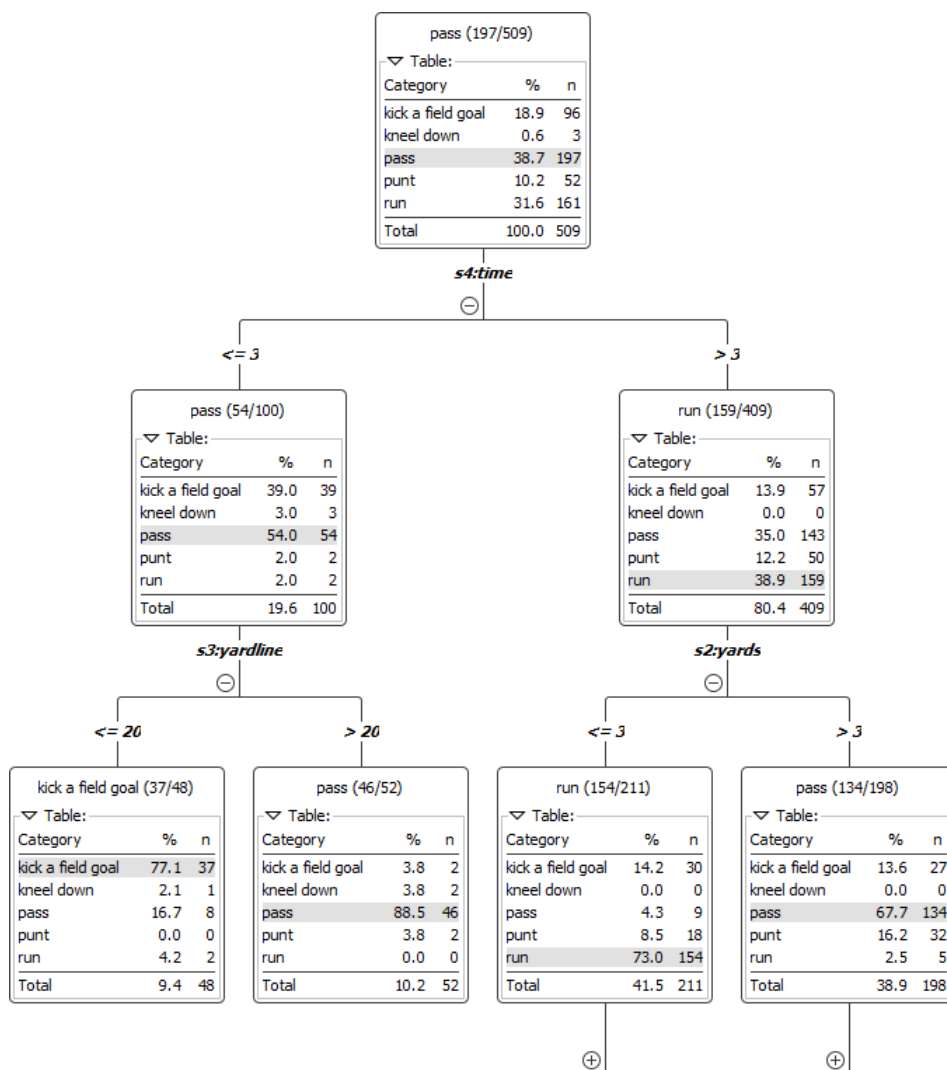 pass (197/509)
▽ Table:
Category % n
kick a field goal 18.9 96
kneel down 0.6 3
pass 38.7 197
punt 10.2 52
run 31.6 161
Total 100.0 509
s4:time
<= 3
> 3
pass (54/100)
▽ Table:
Category % n
kick a field goal 39.0 39
kneel down 3.0 3
pass 54.0 54
punt 2.0 2
run 2.0 2
Total 19.6 100
s3:yardline
run (159/409)
▽ Table:
Category % n
kick a field goal 13.9 57
kneel down 0.0 0
pass 35.0 143
punt 12.2 50
run 38.9 159
Total 80.4 409
s2:yards
<= 20
> 20
<= 3
> 3
kick a field goal (37/48)
▽ Table:
Category % n
kick a field goal 77.1 37
kneel down 2.1 1
pass 16.7 8
punt 0.0 0
run 4.2 2
Total 9.4 48
pass (46/52)
▽ Table:
Category % n
kick a field goal 3.8 2
kneel down 3.8 2
pass 88.5 46
punt 3.8 2
run 0.0 0
Total 10.2 52
run (154/211)
▽ Table:
Category % n
kick a field goal 14.2 30
kneel down 0.0 0
pass 4.3 9
punt 8.5 18
run 73.0 154
Total 41.5 211
pass (134/198)
▽ Table:
Category % n
kick a field goal 13.6 27
kneel down 0.0 0
pass 67.7 134
punt 16.2 32
run 2.5 5
Total 38.9 198